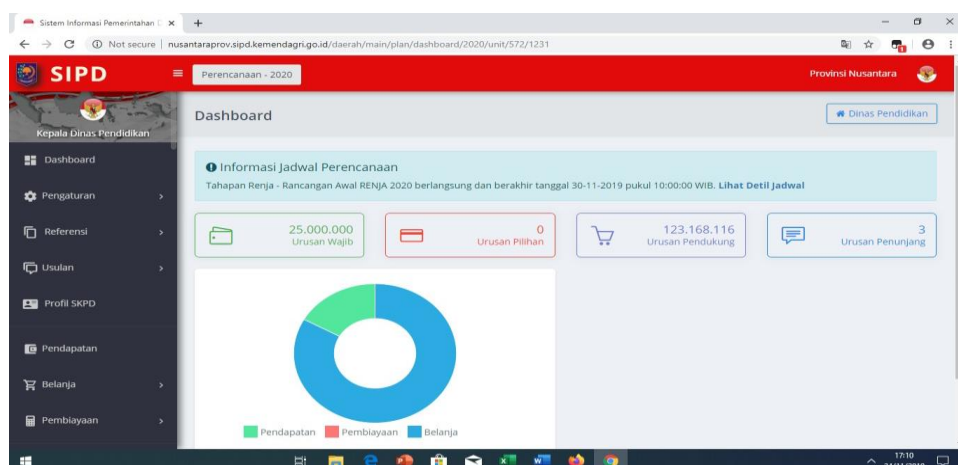 Sistem Informasi Pemerintahan
Not secure | nusantaraprov.sipd.kemendagri.go.id/daerah/main/plan/dashboard/2020/unit/572/1231
SIPD
Perencanaan - 2020
Provinsi Nusantara
Kepala Dinas Pendidikan
Dashboard
Dinas Pendidikan
Dashboard
Pengaturan
Referensi
Usulan
Profil SKPD
Pendapatan
Belanja
Pembiayaan
Informasi Jadwal Perencanaan
Tahapan Renja - Rancangan Awal RENJA 2020 berlangsung dan berakhir tanggal 30-11-2019 pukul 10:00:00 WIB. Lihat Detil Jadwal
25.000.000
Urusan Wajib
0
Urusan Pilihan
123.168.116
Urusan Pendukung
3
Urusan Penunjang
Pendapatan Pembiayaan Belanja
17:10